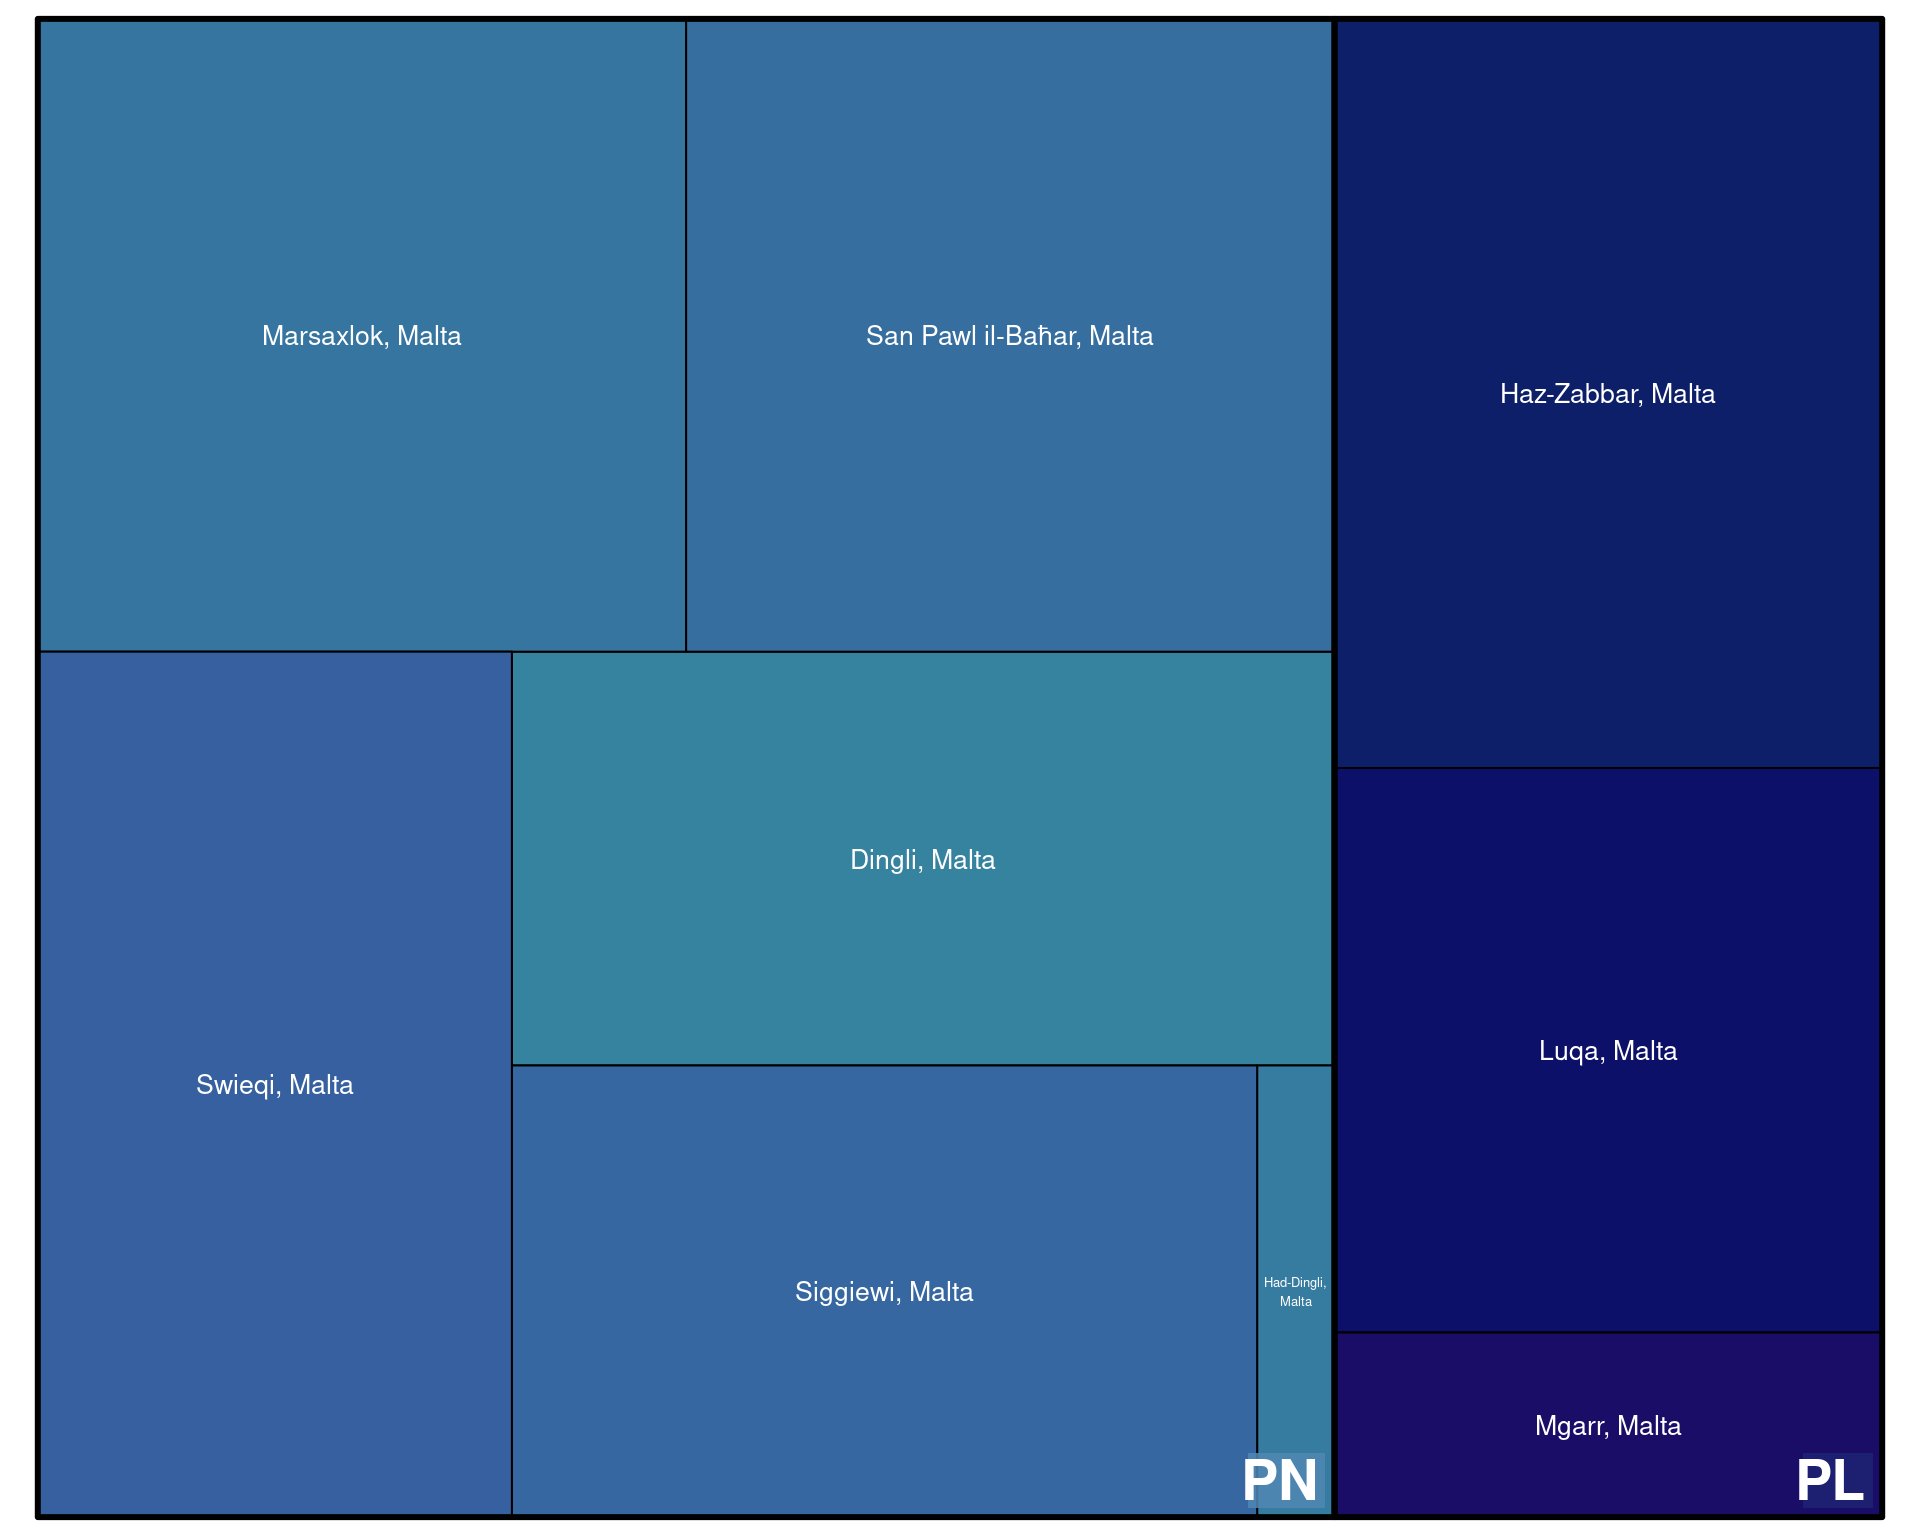 Marsaxlok, Malta
San Pawl il-Baħar, Malta
Haz-Zabbar, Malta
Dingli, Malta
Luqa, Malta
Swieqi, Malta
Siggiewi, Malta
Had-Dingli,
Malta
Mgarr, Malta
PN
PL